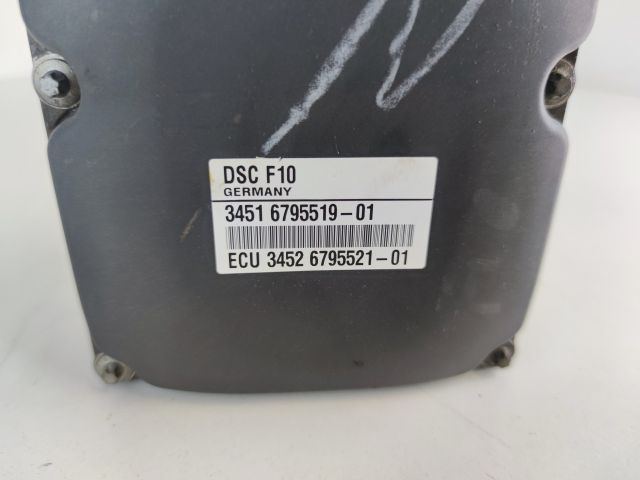 DSC F10
GERMANY
3451 6795519-01
ECU 3452 6795521-01